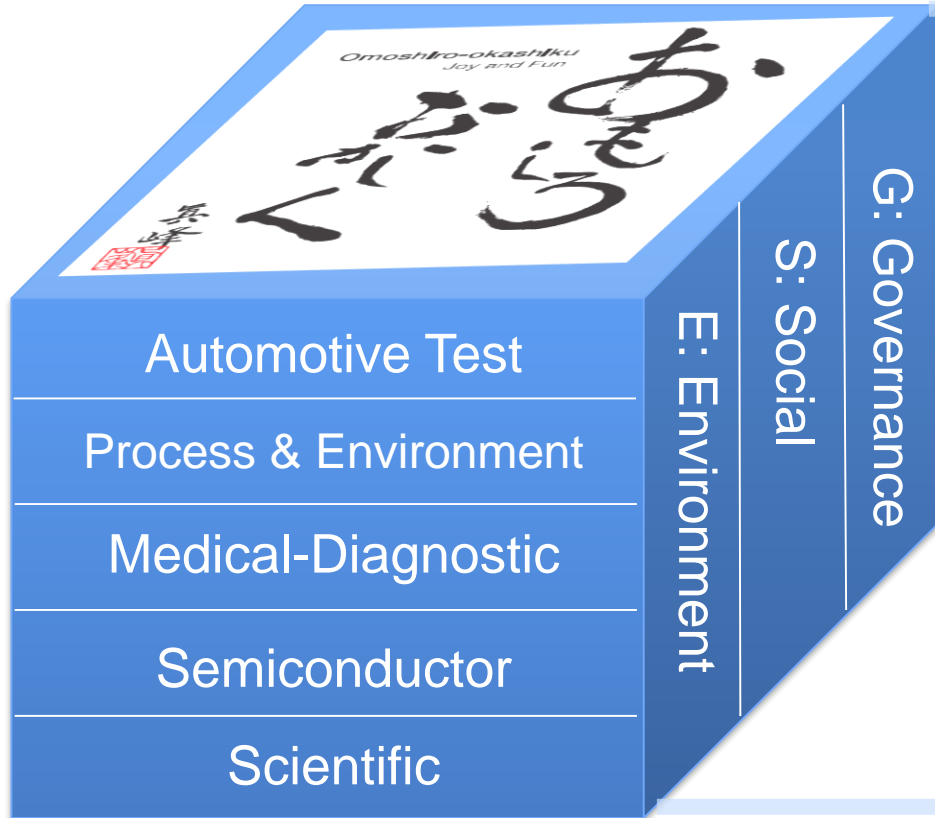 Omoshiro-okashiku
Joy and Fun
おもしろ
おかしく
Automotive Test
Process & Environment
Medical-Diagnostic
Semiconductor
Scientific
E: Environment
S: Social
G: Governance